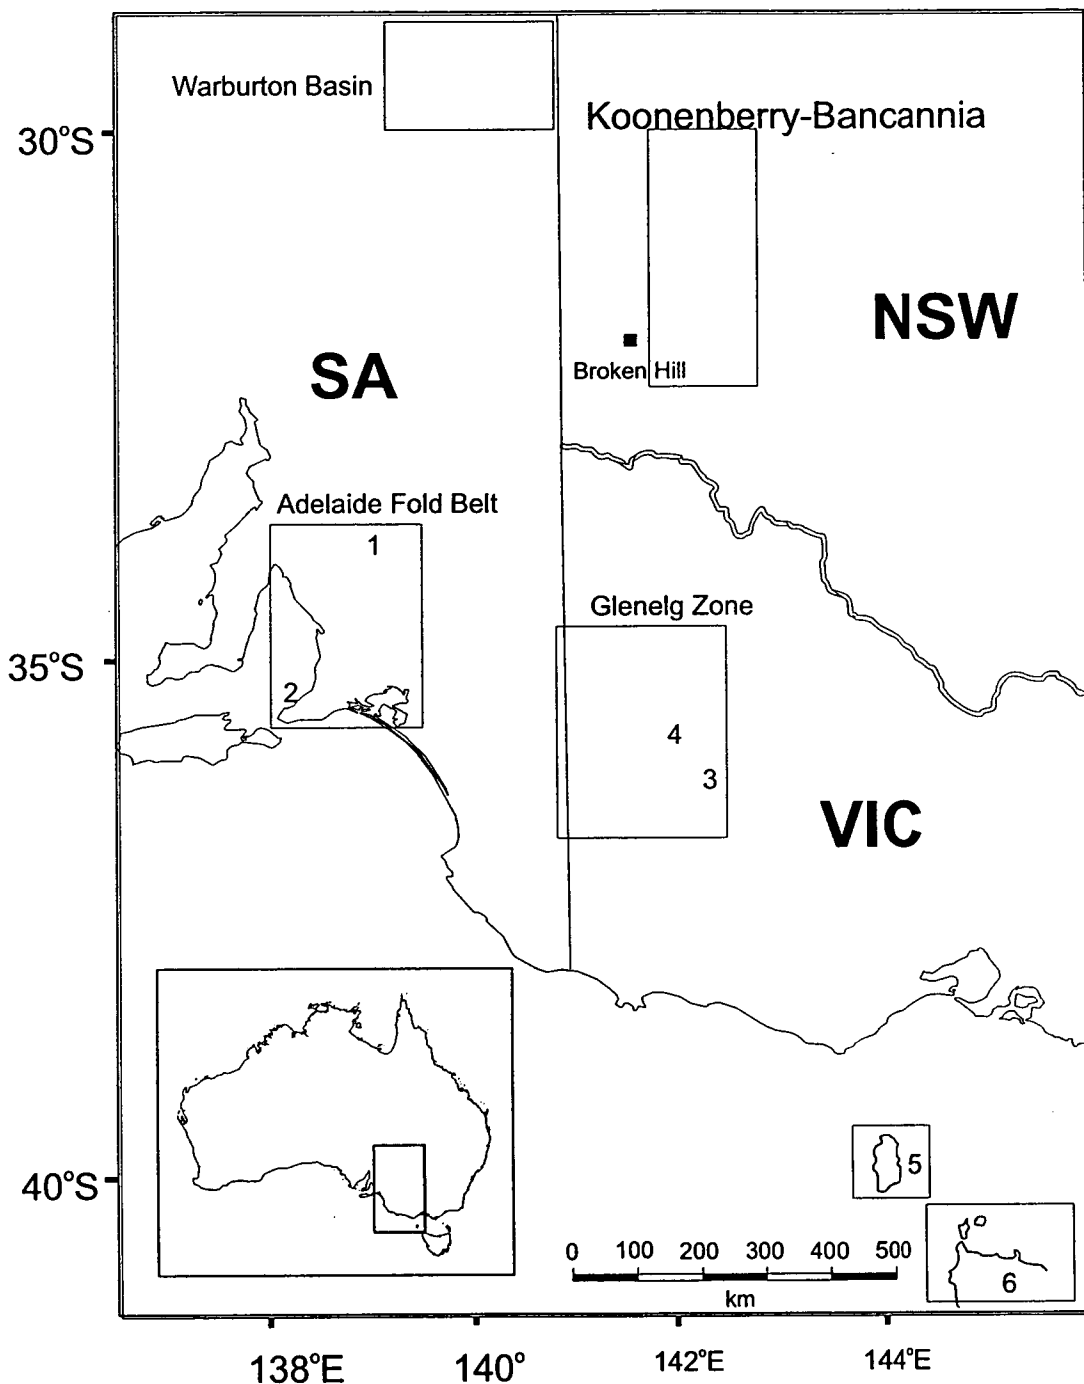 Warburton Basin
Koonenberry-Bancannia
30°S
NSW
SA
Broken Hill
Adelaide Fold Belt
1
Glenelg Zone
35°S
2
4
3
VIC
5
40°S
0 100 200 300 400 500
km
6
138°E 140° 142°E 144°E